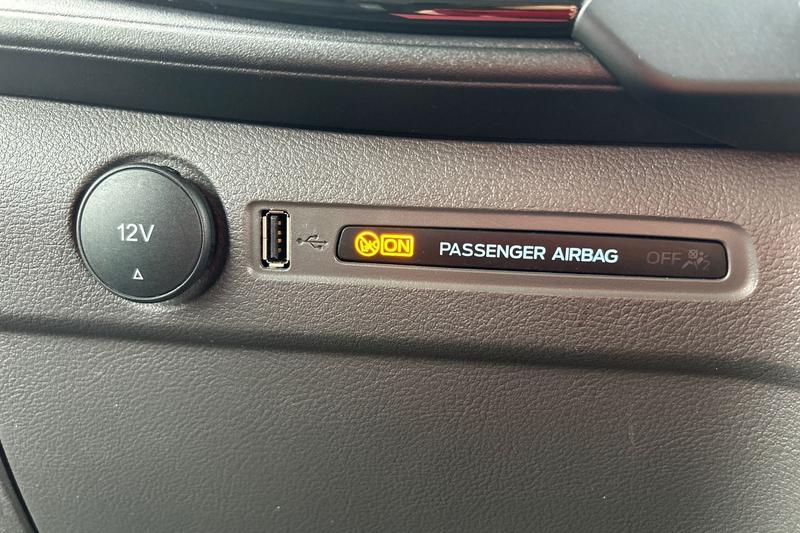 12V
ON PASSENGER AIRBAG OFF